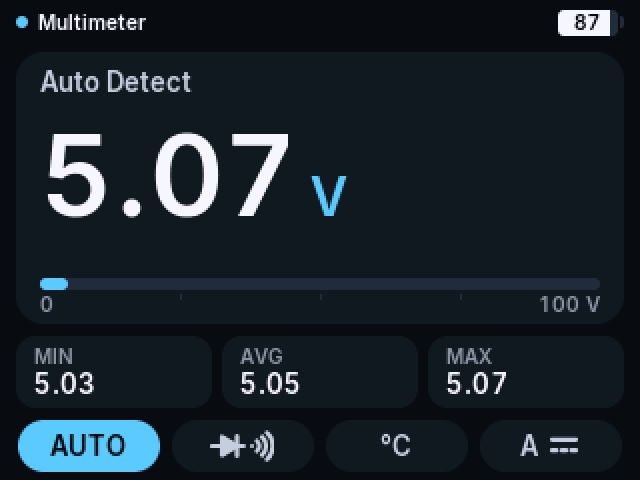 Multimeter
87
Auto Detect
5.07 V
0
100 V
MIN
5.03
AVG
5.05
MAX
5.07
AUTO
°C
A